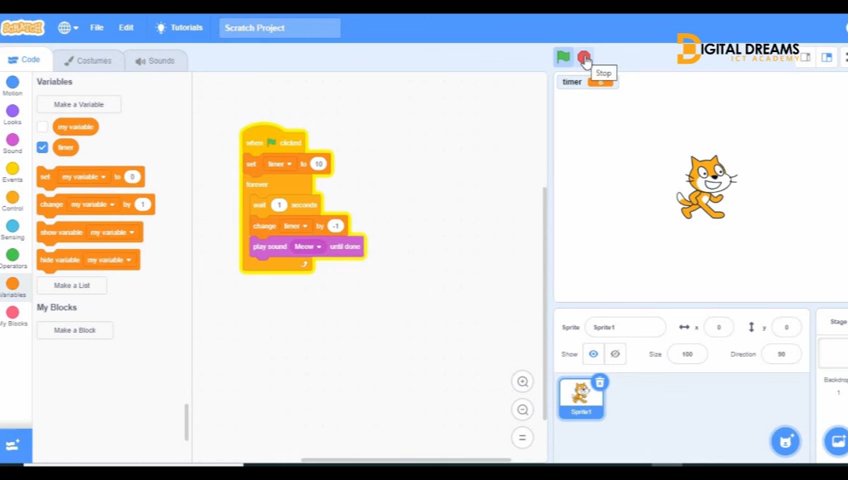 SCRATCH
File
Edit
Tutorials
Scratch Project
DIGITAL DREAMS
ICT ACADEMY
Code
Costumes
Sounds
Stop
timer
Motion
Looks
Sound
Events
Control
Sensing
Operators
Variables
My Blocks
Variables
Make a Variable
my variable
timer
set my variable to 0
change my variable by 1
show variable my variable
hide variable my variable
Make a List
My Blocks
Make a Block
when clicked
set timer to 10
forever
wait 1 seconds
change timer by -1
play sound Meow until done
Sprite
Sprite1
x
0
y
0
Show
Size
100
Direction
90
Sprite1
Stage
Backdrop
1